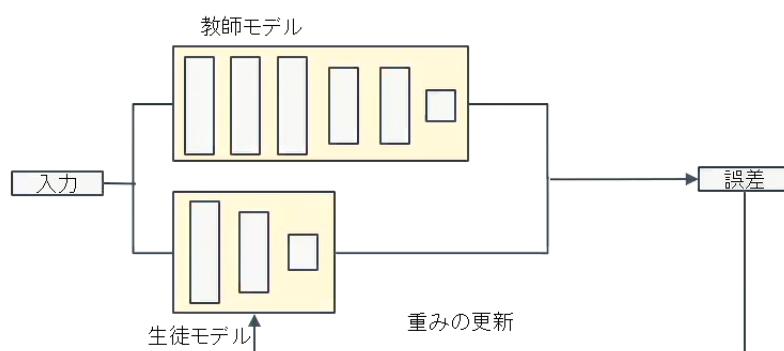 教師モデル
入力
誤差
生徒モデル
重みの更新